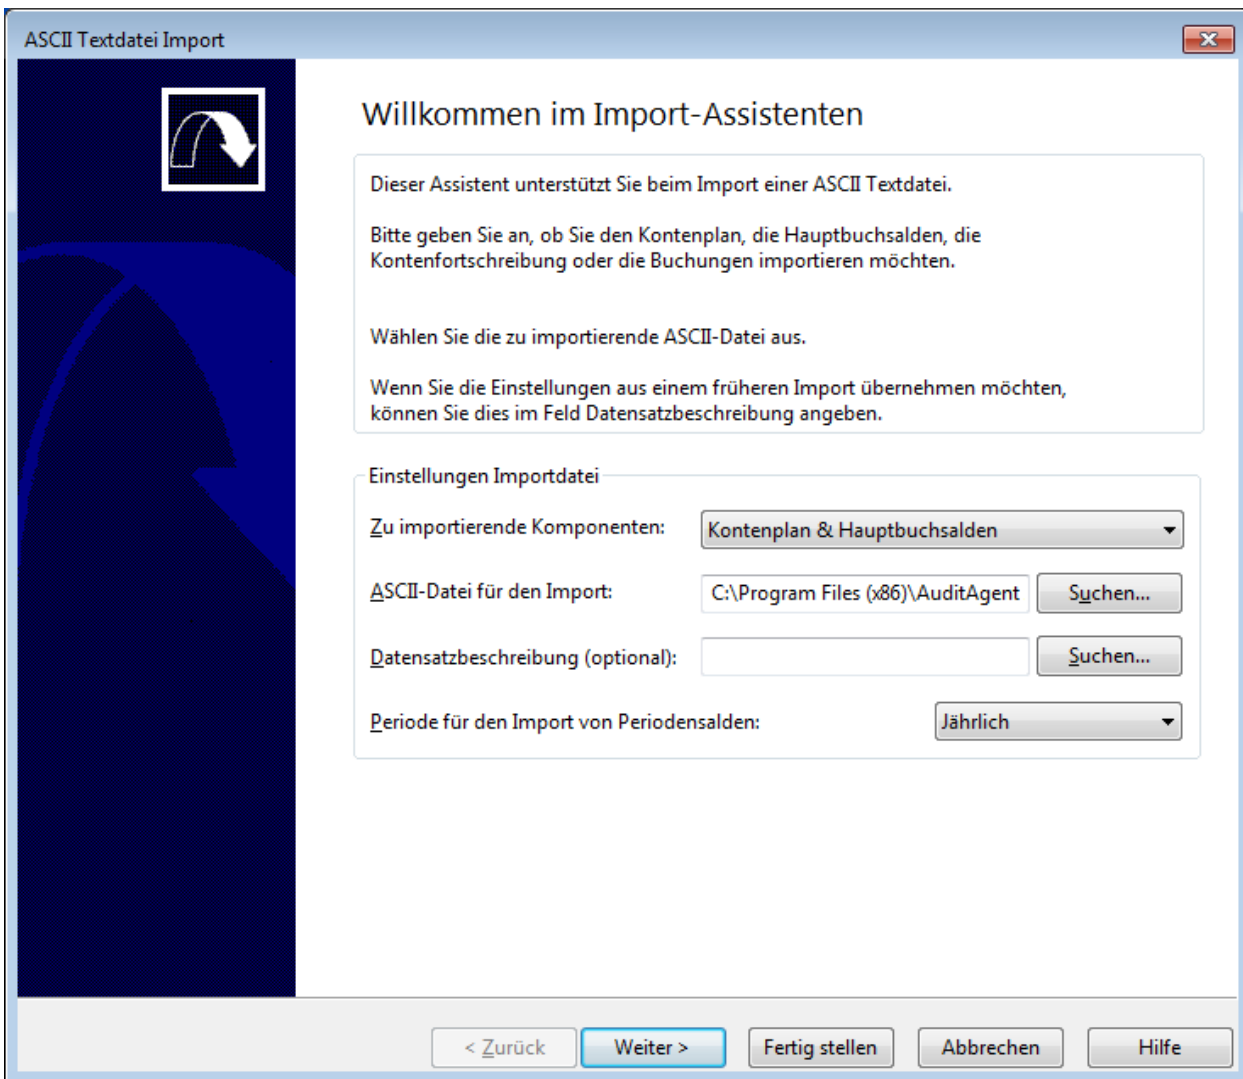 ASCII Textdatei Import
Willkommen im Import-Assistenten
Dieser Assistent unterstützt Sie beim Import einer ASCII Textdatei.
Bitte geben Sie an, ob Sie den Kontenplan, die Hauptbuchsalden, die
Kontenfortschreibung oder die Buchungen importieren möchten.
Wählen Sie die zu importierende ASCII-Datei aus.
Wenn Sie die Einstellungen aus einem früheren Import übernehmen möchten,
können Sie dies im Feld Datensatzbeschreibung angeben.
Einstellungen Importdatei
Zu importierende Komponenten: Kontenplan & Hauptbuchsalden
ASCII-Datei für den Import: C:\Program Files (x86)\AuditAgent Suchen...
Datensatzbeschreibung (optional): Suchen...
Periode für den Import von Periodensalden: Jährlich
< Zurück Weiter > Fertig stellen Abbrechen Hilfe